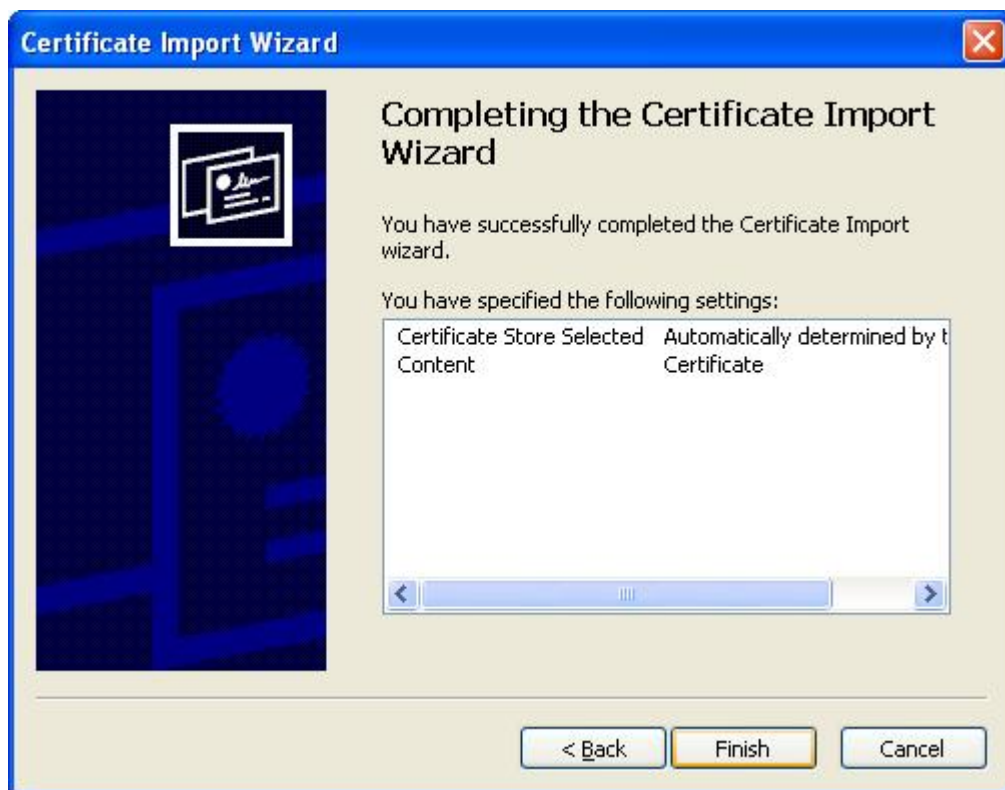 Certificate Import Wizard
Completing the Certificate Import
Wizard
You have successfully completed the Certificate Import
wizard.
You have specified the following settings:
Certificate Store Selected Automatically determined by t
Content Certificate
< Back Finish Cancel